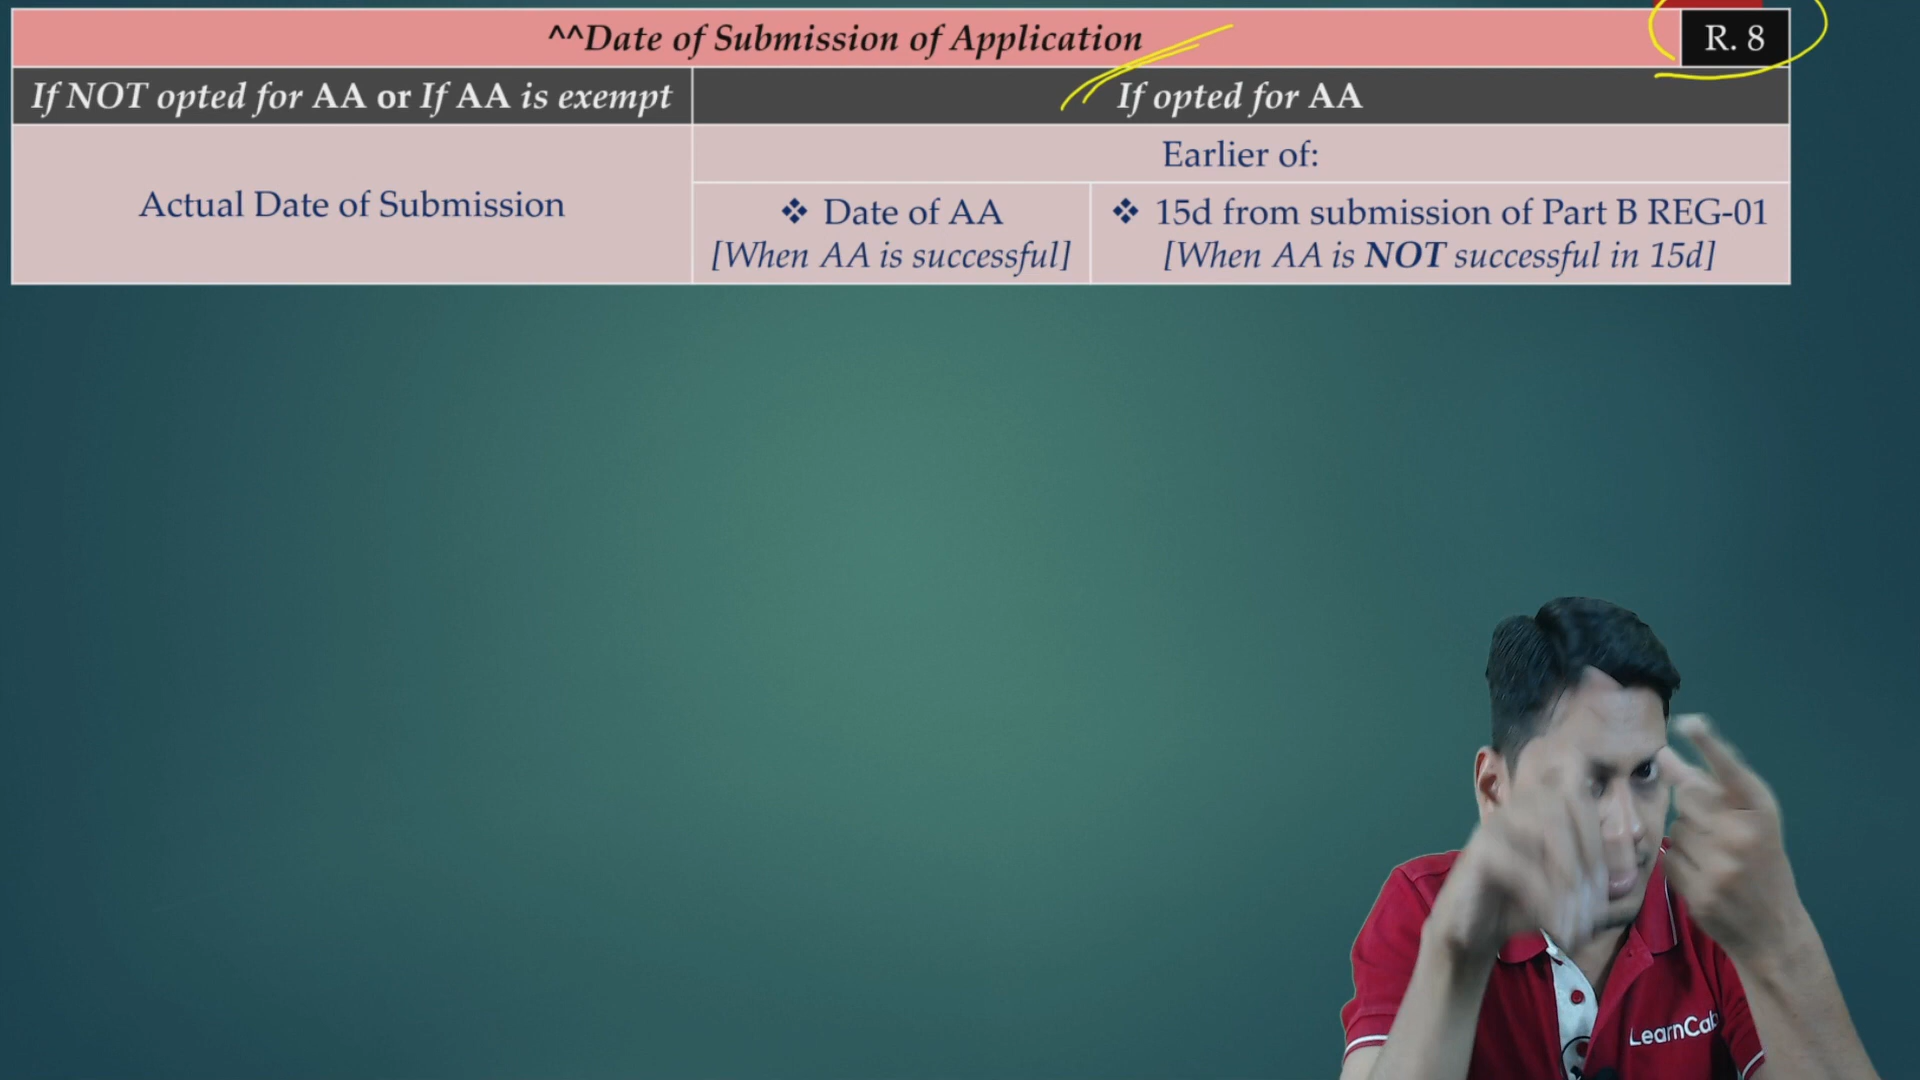 ^^Date of Submission of Application
R. 8
If NOT opted for AA or If AA is exempt
If opted for AA
Actual Date of Submission
Earlier of:
❖ Date of AA
[When AA is successful]
❖ 15d from submission of Part B REG-01
[When AA is NOT successful in 15d]
LearnCab